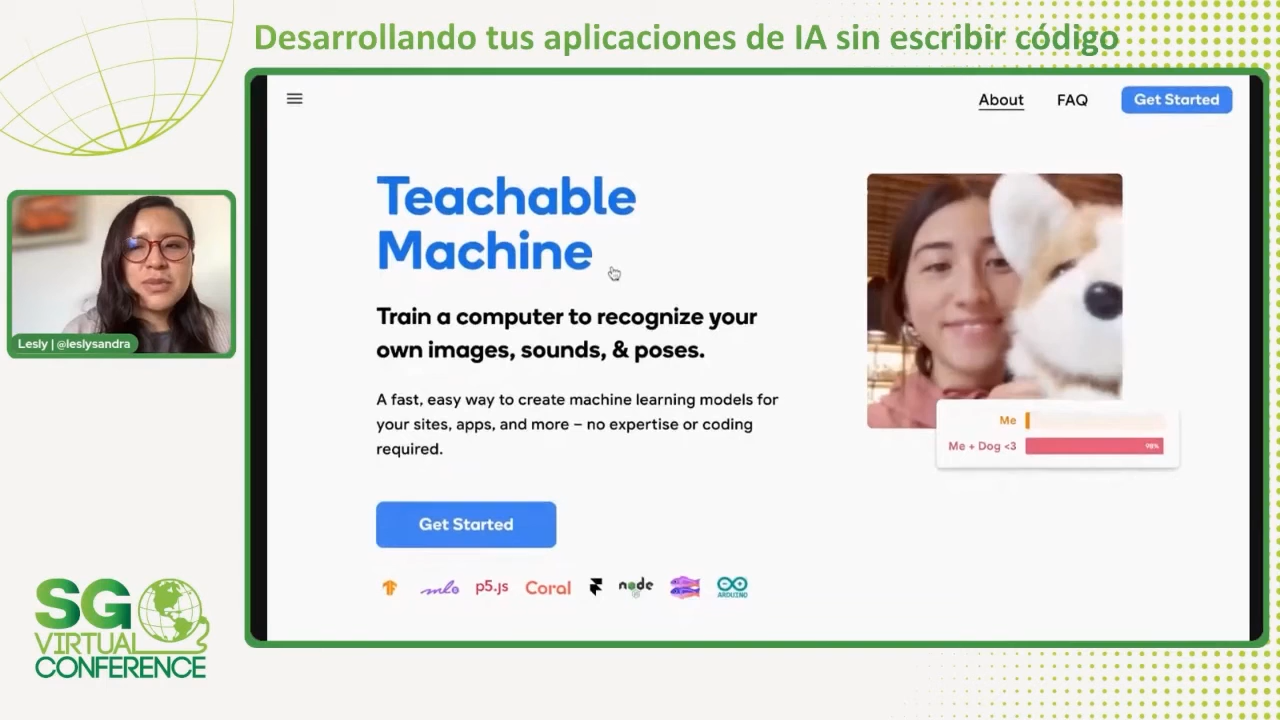 Desarrollando tus aplicaciones de IA sin escribir código
About
FAQ
Get Started
Teachable
Machine
Train a computer to recognize your
own images, sounds, & poses.
A fast, easy way to create machine learning models for
your sites, apps, and more – no expertise or coding
required.
Me
Me + Dog <3
98%
Get Started
p5.js
Coral
node
ARDUINO
Lesly | @leslysandra
SG
VIRTUAL
CONFERENCE